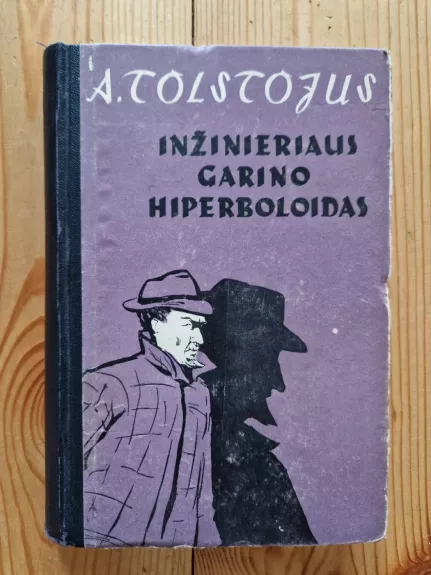 A. TOLSTOJUS
INŽINIERIAUS
GARINO
HIPERBOLOIDAS